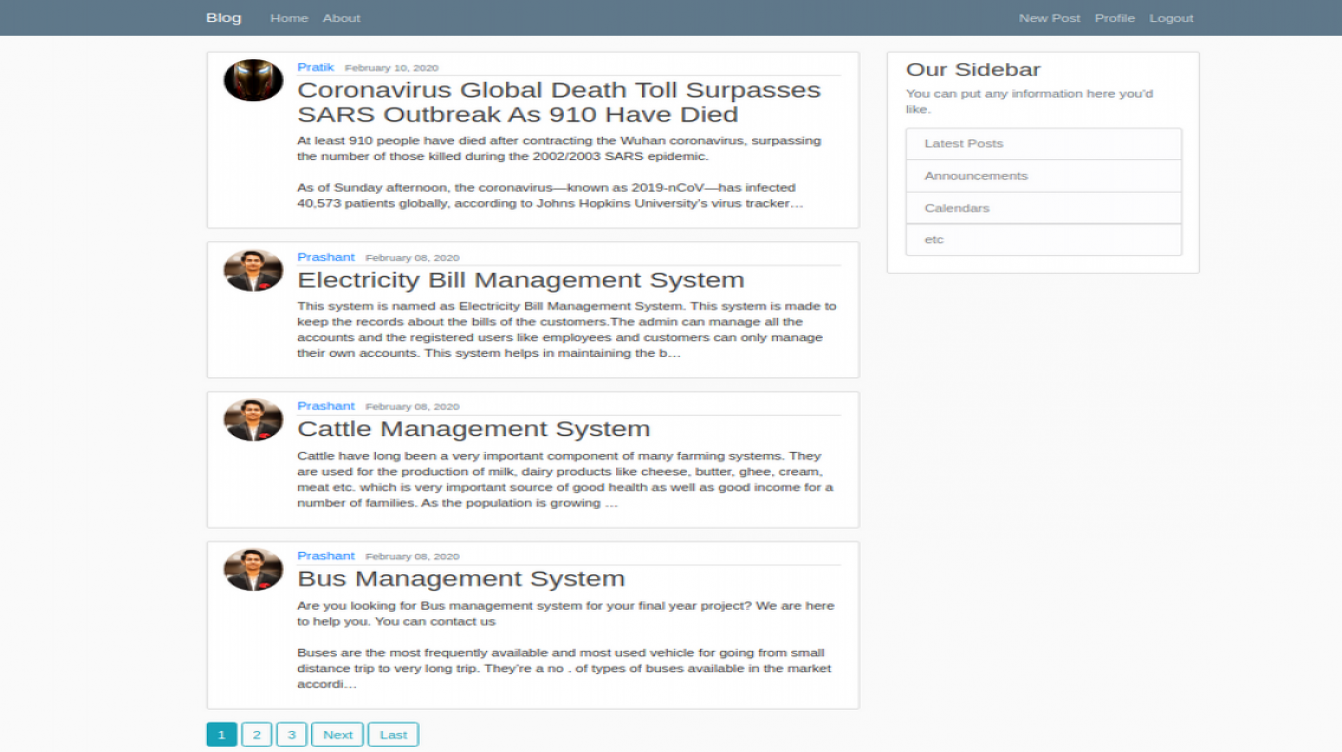 Blog Home About New Post Profile Logout
Pratik February 10, 2020
Coronavirus Global Death Toll Surpasses
SARS Outbreak As 910 Have Died
At least 910 people have died after contracting the Wuhan coronavirus, surpassing
the number of those killed during the 2002/2003 SARS epidemic.
As of Sunday afternoon, the coronavirus—known as 2019-nCoV—has infected
40,573 patients globally, according to Johns Hopkins University's virus tracker…
Prashant February 08, 2020
Electricity Bill Management System
This system is named as Electricity Bill Management System. This system is made to
keep the records about the bills of the customers.The admin can manage all the
accounts and the registered users like employees and customers can only manage
their own accounts. This system helps in maintaining the b…
Prashant February 08, 2020
Cattle Management System
Cattle have long been a very important component of many farming systems. They
are used for the production of milk, dairy products like cheese, butter, ghee, cream,
meat etc. which is very important source of good health as well as good income for a
number of families. As the population is growing …
Prashant February 08, 2020
Bus Management System
Are you looking for Bus management system for your final year project? We are here
to help you. You can contact us
Buses are the most frequently available and most used vehicle for going from small
distance trip to very long trip. They're a no . of types of buses available in the market
accordi…
1 2 3 Next Last
Our Sidebar
You can put any information here you'd
like.
Latest Posts
Announcements
Calendars
etc